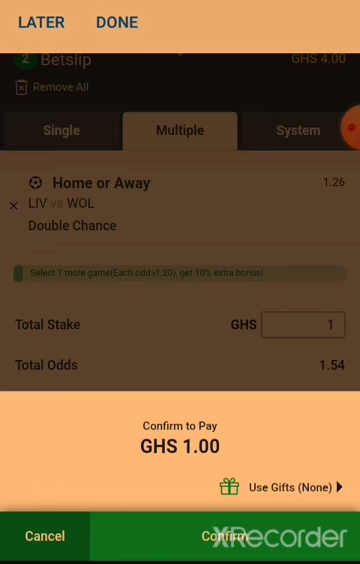 LATER DONE
2 Betslip GHS 4.00
Remove All
Single Multiple System
Home or Away 1.26
LIV vs WOL
Double Chance
Select 1 more game(Each odd≥1.20), get 10% extra bonus!
Total Stake GHS 1
Total Odds 1.54
Confirm to Pay
GHS 1.00
Use Gifts (None)
Cancel Confirm
XRecorder